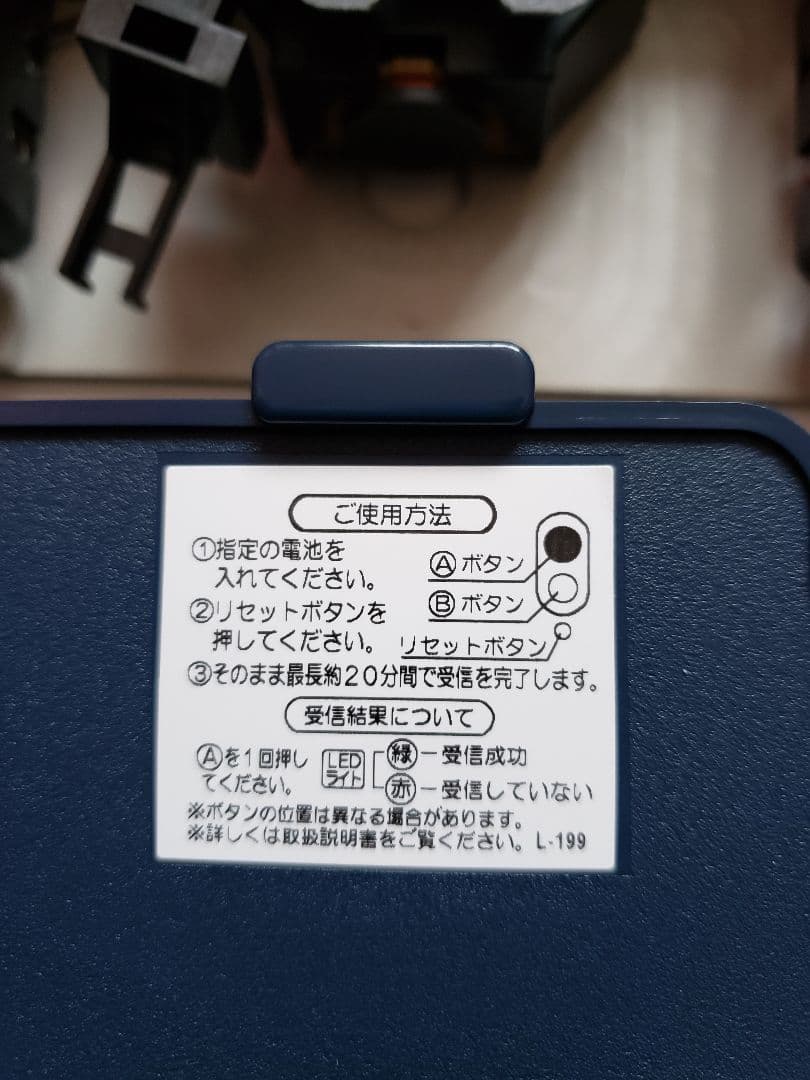 ご使用方法
①指定の電池を
入れてください。
②リセットボタンを
押してください。
Ⓐボタン
Ⓑボタン
リセットボタン
③そのまま最長約20分間で受信を完了します。
受信結果について
Ⓐを1回押し
てください。
LED
ライト
緑ー受信成功
赤ー受信していない
※ボタンの位置は異なる場合があります。
※詳しくは取扱説明書をご覧ください。L-199